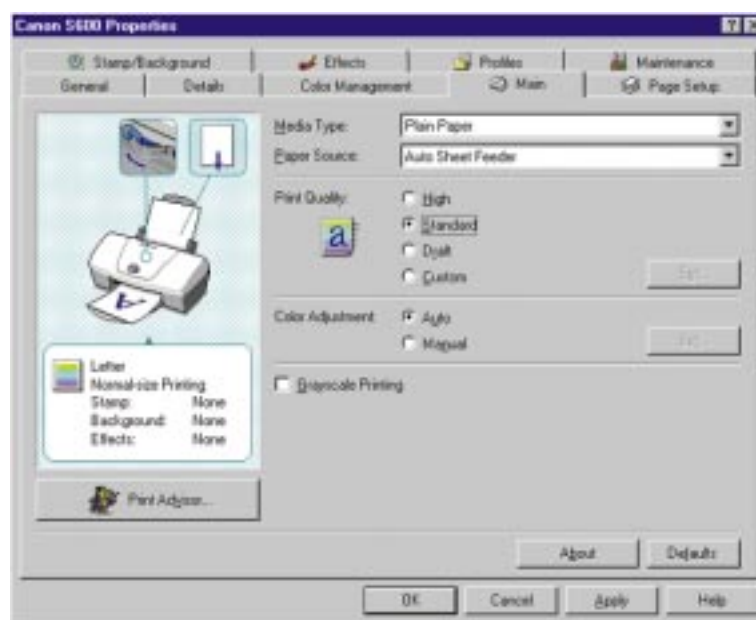 Canon S600 Properties
Stamp/Background Effects Profiles Maintenance
General Details Color Management Main Page Setup
Media Type: Plain Paper
Paper Source: Auto Sheet Feeder
Print Quality: High
Standard
Draft
Custom
a
Color Adjustment: Auto
Manual
Grayscale Printing
Letter
Normal-size Printing
Stamp: None
Background: None
Effects: None
Print Advisor...
About Defaults
OK Cancel Apply Help